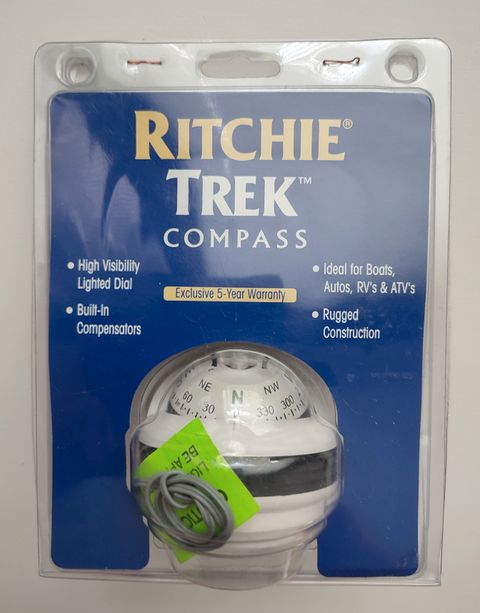 RITCHIE®
TREK™
COMPASS
• High Visibility
Lighted Dial
• Built-In
Compensators
Exclusive 5-Year Warranty
• Ideal for Boats,
Autos, RV's & ATV's
• Rugged
Construction
NE N NW
60 30 330 300
BE